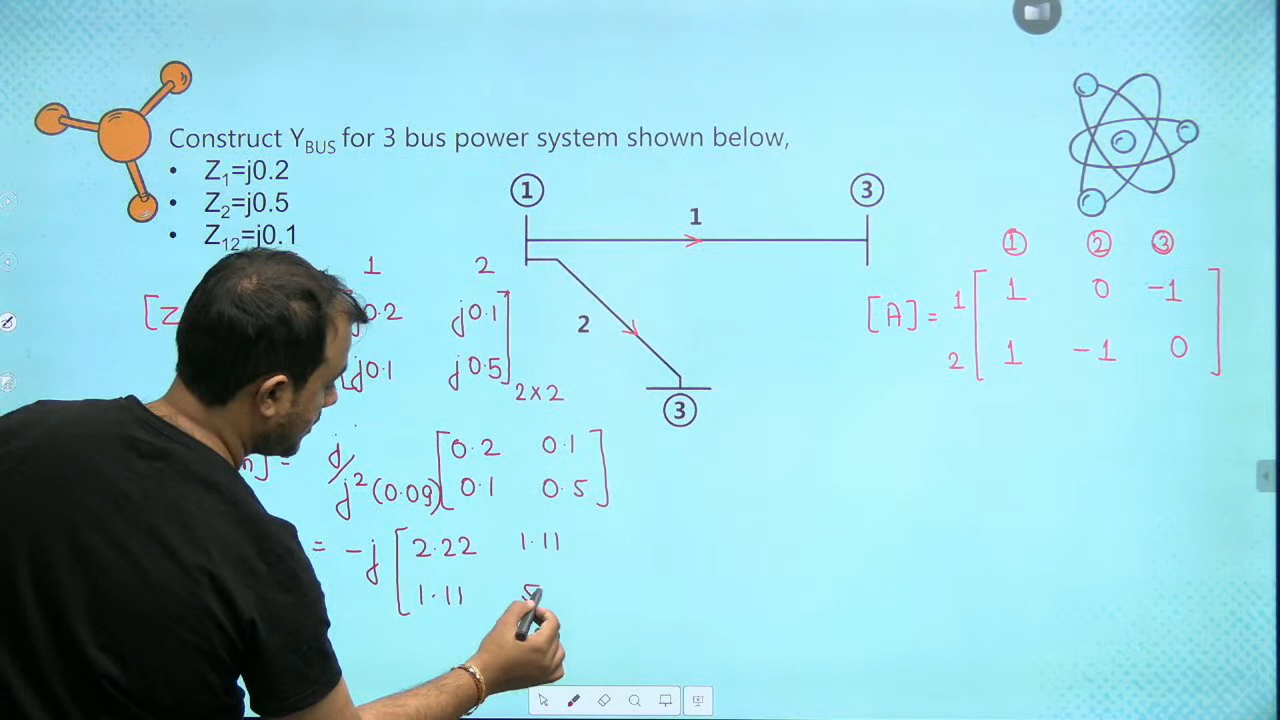 Construct YBUS for 3 bus power system shown below,
• Z1=j0.2
• Z2=j0.5
• Z12=j0.1
1 3
1
2
3
1 2
[Z
j0.2 j0.1
j0.1 j0.5
2×2
① ② ③
[A] = 1 1 0 -1
2 1 -1 0
] = j/j²(0.09) [0.2 0.1
0.1 0.5]
= -j [2.22 1.11
1.11 5